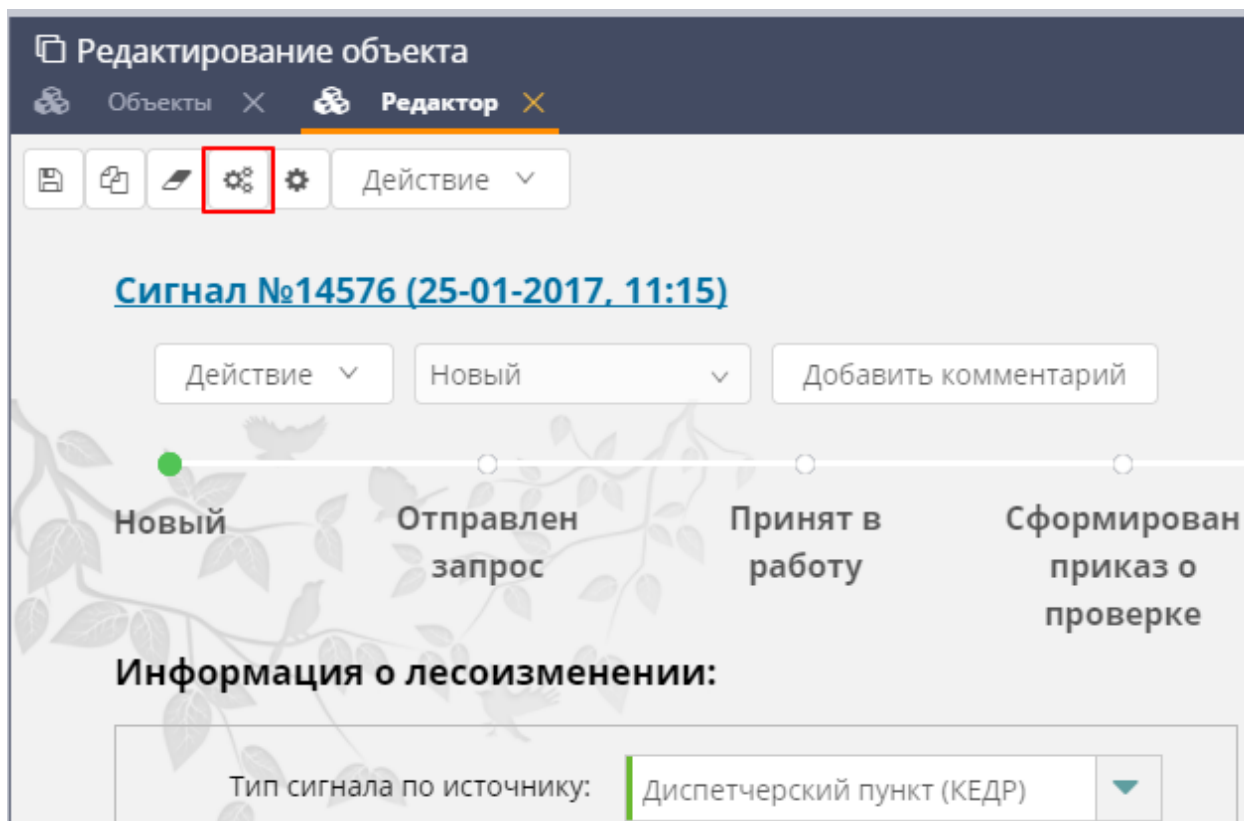 Редактирование объекта
Объекты Редактор
Действие
Сигнал №14576 (25-01-2017, 11:15)
Действие Новый Добавить комментарий
Новый Отправлен запрос Принят в работу Сформирован приказ о проверке
Информация о лесоизменении:
Тип сигнала по источнику: Диспетчерский пункт (КЕДР)